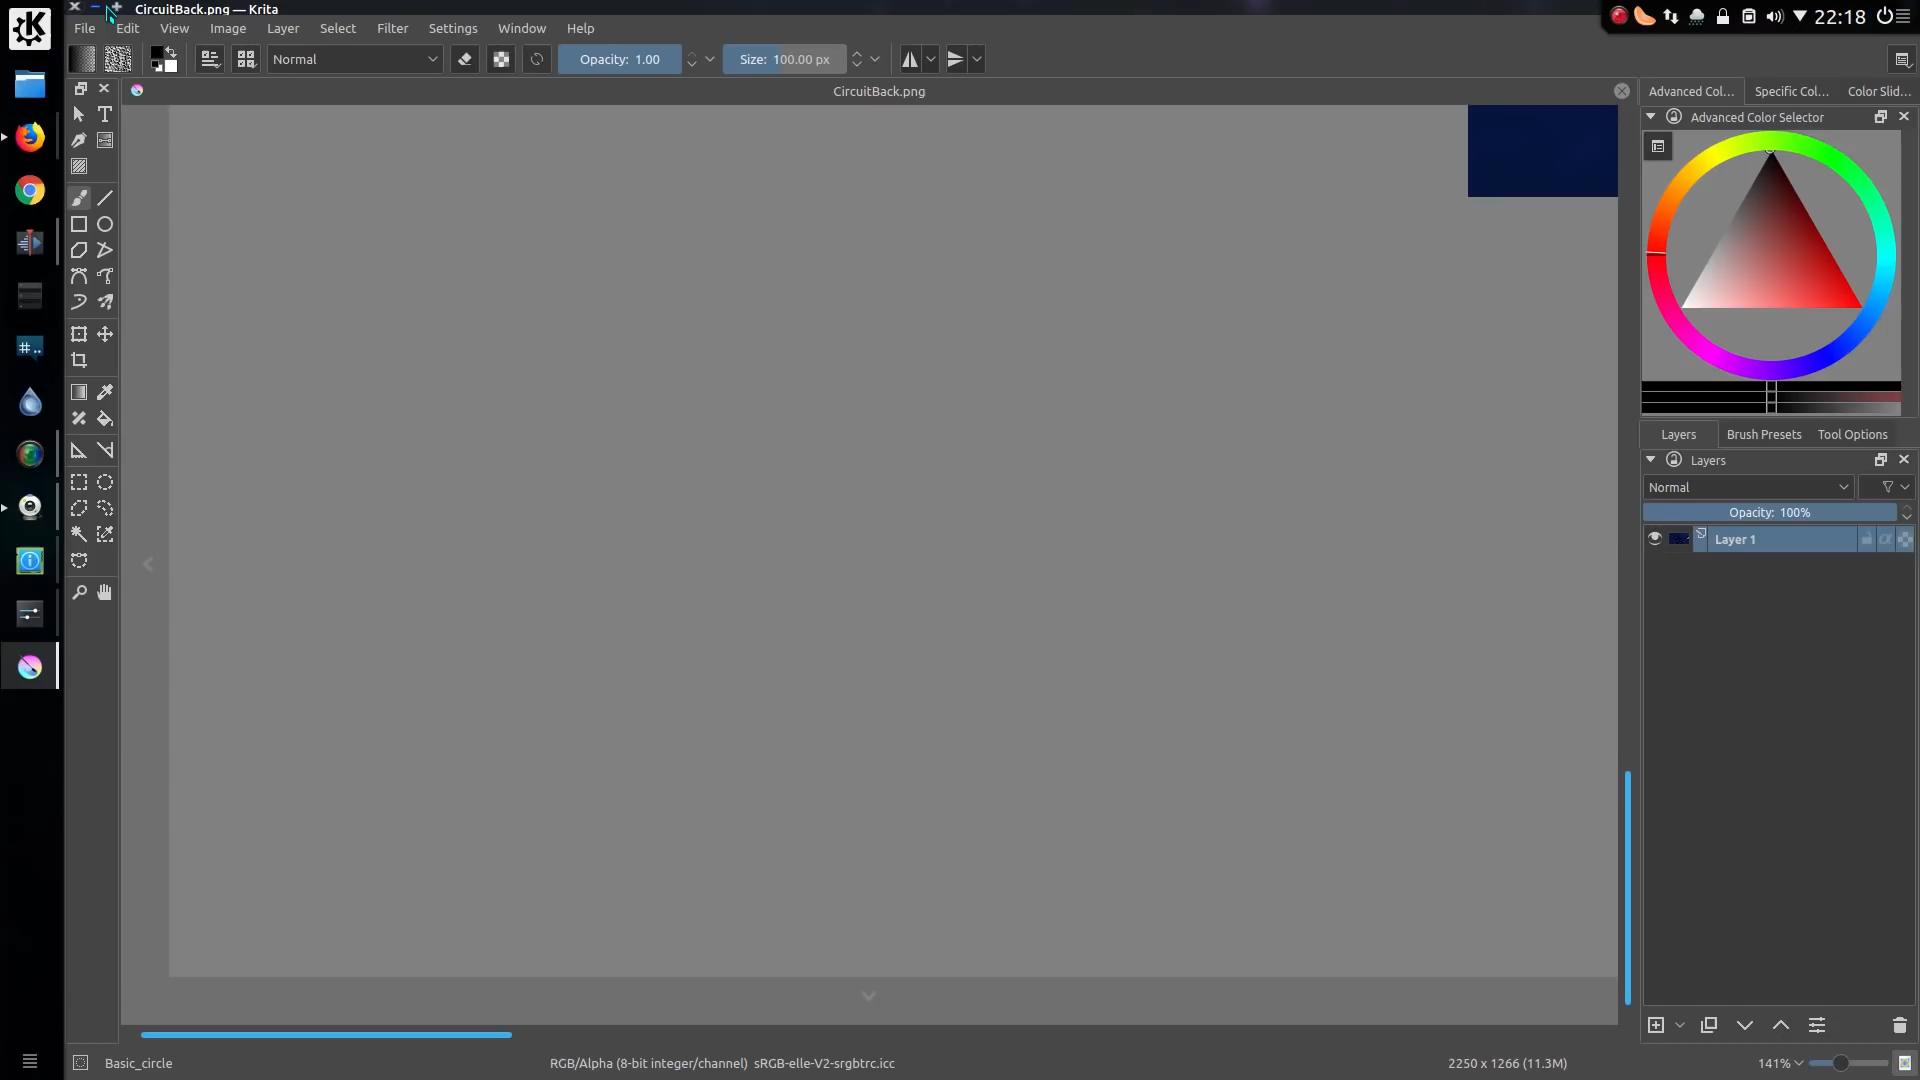 CircuitBack.png — Krita
22:18
File Edit View Image Layer Select Filter Settings Window Help
Normal
Opacity: 1.00
Size: 100.00 px
CircuitBack.png
Advanced Col... Specific Col... Color Slid...
Advanced Color Selector
Layers Brush Presets Tool Options
Layers
Normal
Opacity: 100%
Layer 1
#..
Basic_circle
RGB/Alpha (8-bit integer/channel) sRGB-elle-V2-srgbtrc.icc
2250 x 1266 (11.3M)
141%